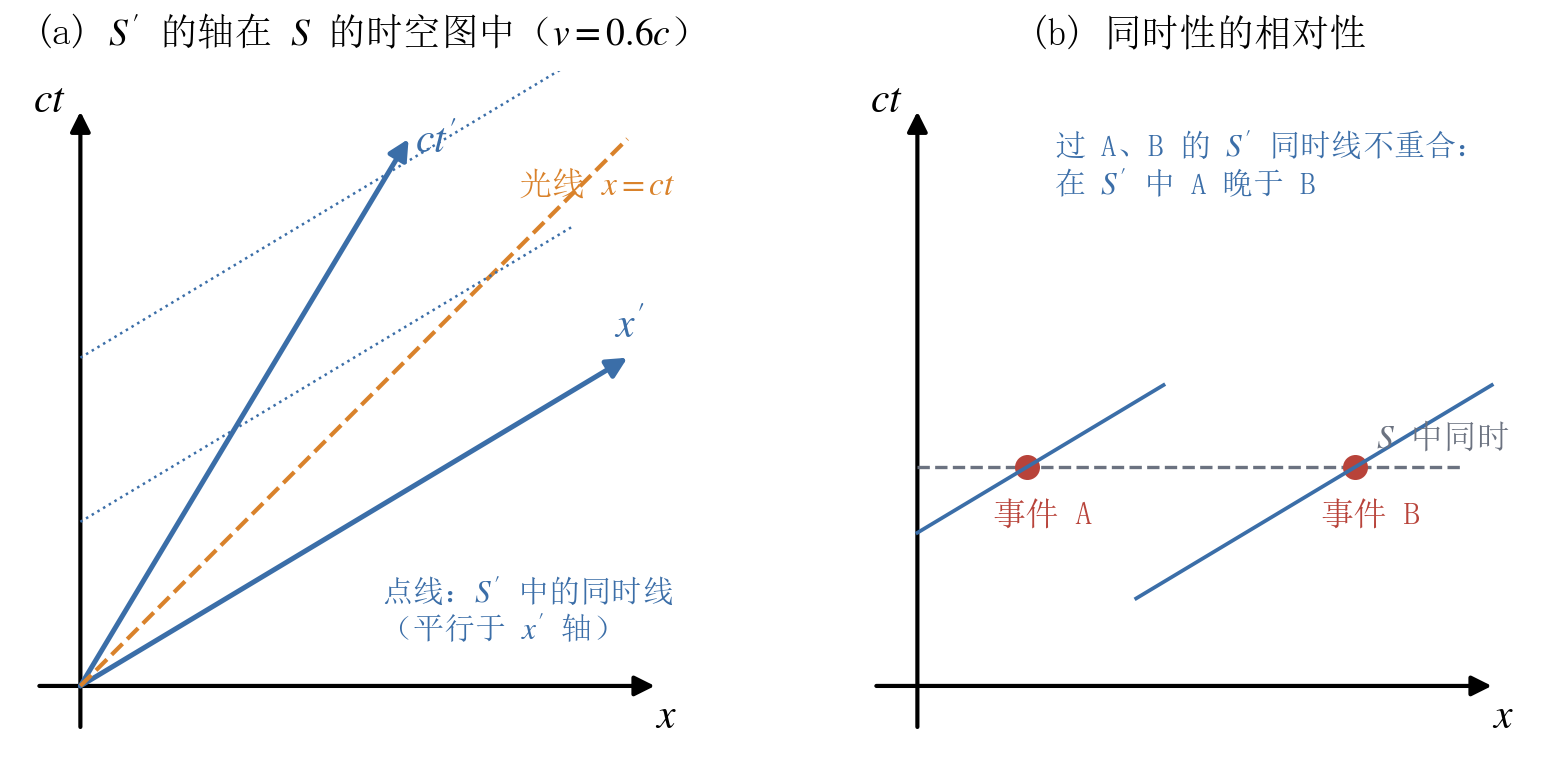 (a) S′ 的轴在 S 的时空图中（v=0.6c）
ct
ct′
光线 x=ct
x′
点线：S′ 中的同时线
（平行于 x′ 轴）
x
(b) 同时性的相对性
ct
过 A、B 的 S′ 同时线不重合：
在 S′ 中 A 晚于 B
S 中同时
事件 A
事件 B
x